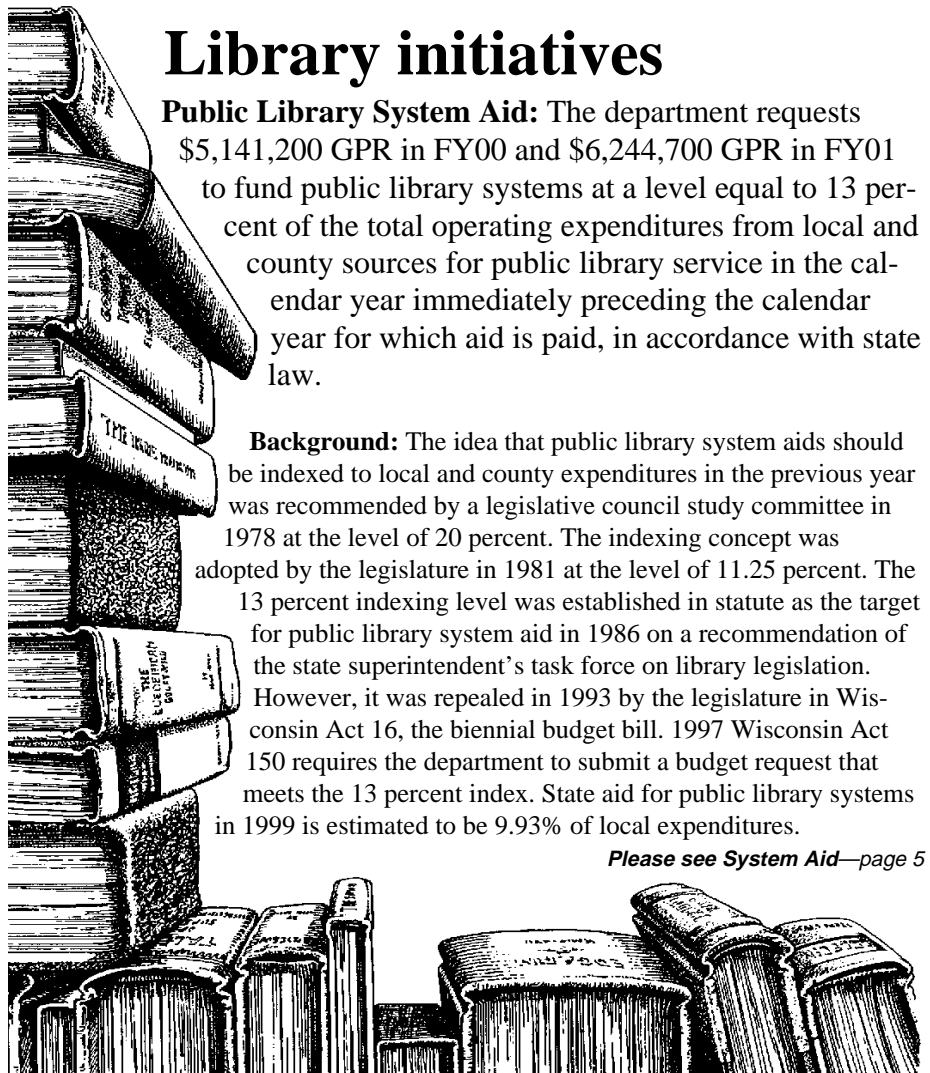 Library initiatives
Public Library System Aid: The department requests
$5,141,200 GPR in FY00 and $6,244,700 GPR in FY01
to fund public library systems at a level equal to 13 per-
cent of the total operating expenditures from local and
county sources for public library service in the cal-
endar year immediately preceding the calendar
year for which aid is paid, in accordance with state
law.
Background: The idea that public library system aids should
be indexed to local and county expenditures in the previous year
was recommended by a legislative council study committee in
1978 at the level of 20 percent. The indexing concept was
adopted by the legislature in 1981 at the level of 11.25 percent. The
13 percent indexing level was established in statute as the target
for public library system aid in 1986 on a recommendation of
the state superintendent's task force on library legislation.
However, it was repealed in 1993 by the legislature in Wis-
consin Act 16, the biennial budget bill. 1997 Wisconsin Act
150 requires the department to submit a budget request that
meets the 13 percent index. State aid for public library systems
in 1999 is estimated to be 9.93% of local expenditures.
Please see System Aid—page 5
THE